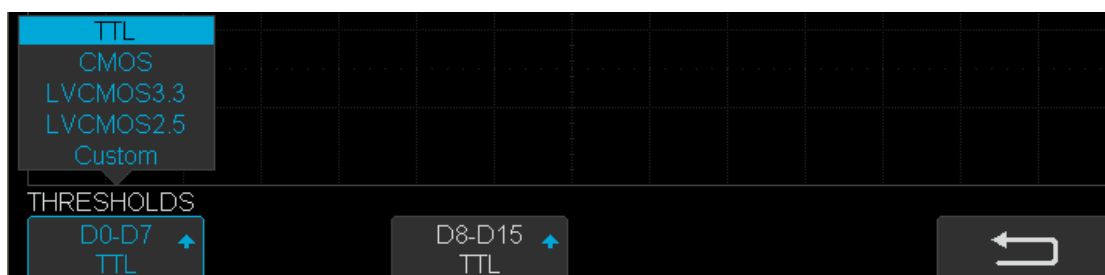 TTL
CMOS
LVCMOS3.3
LVCMOS2.5
Custom
THRESHOLDS
D0-D7
TTL
D8-D15
TTL